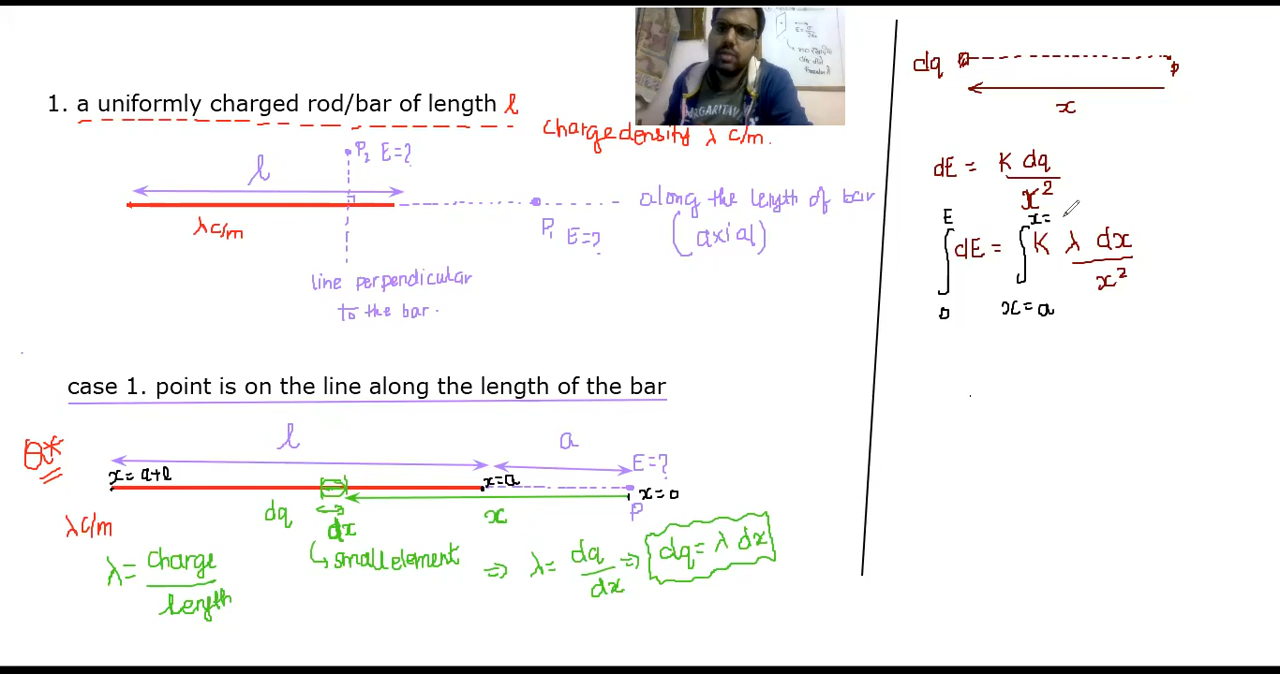 1. a uniformly charged rod/bar of length l
charge density λ c/m.
P₂ E=?
l
λ c/m
P₁ E=?
along the length of bar
(axial)
line perpendicular
to the bar.
case 1. point is on the line along the length of the bar
Q*
l
a
E=?
x=a+l
x=a
x=0
P
λ c/m
dq
dx
x
small element
λ= charge/length
⇒ λ= dq/dx ⇒ dq= λ dx
MARGARITAV
dq
P
x
dE = K dq/x²
E
x=
∫dE = ∫ K λ dx/x²
0
x=a